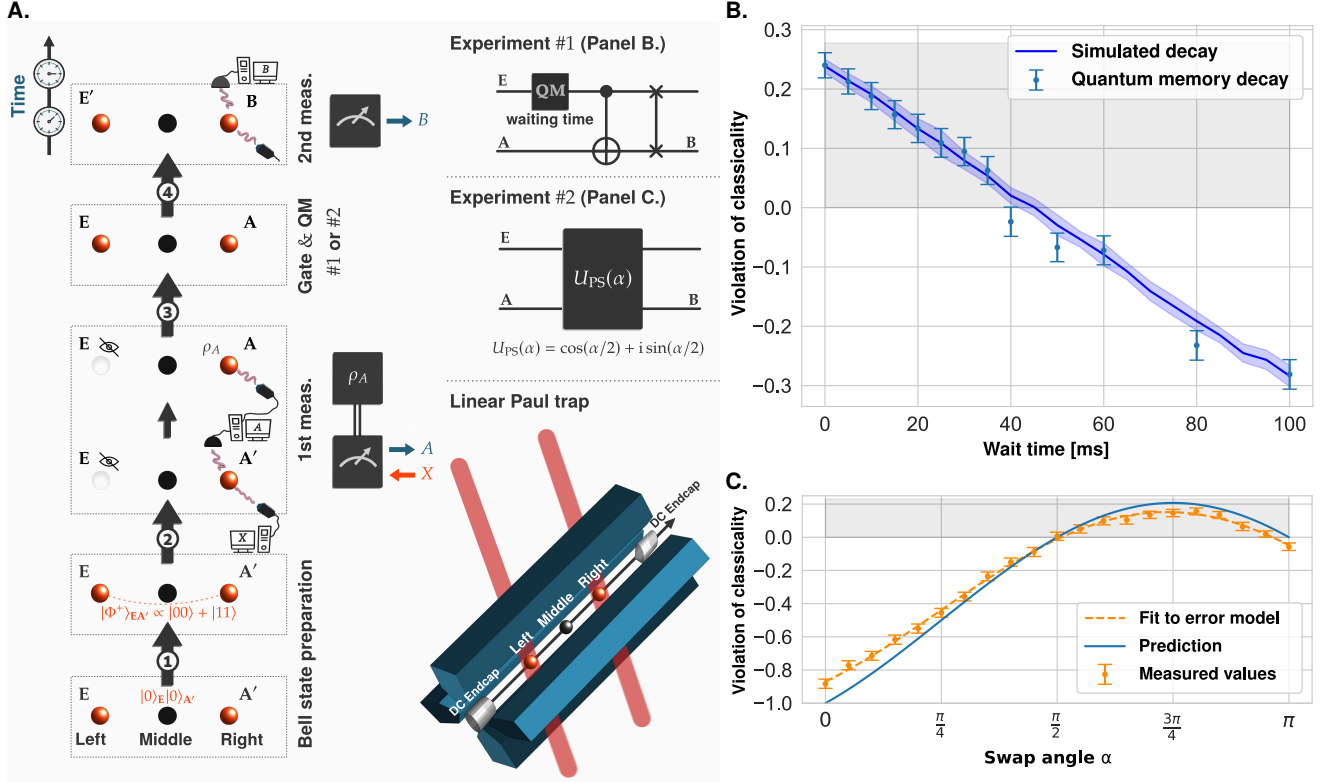 A.
Time
E′
B
B
2nd meas.
B
4
E
A
Gate & QM
#1 or #2
3
E
ρA
A
ρA
1st meas.
A
E
A′
A
X
X
2
E
A′
|Φ⁺⟩EA′ ∝ |00⟩ + |11⟩
1
Bell state preparation
E
|0⟩E|0⟩A′
A′
Left
Middle
Right
Experiment #1 (Panel B.)
E
QM
waiting time
A
B
Experiment #2 (Panel C.)
E
UPS(α)
A
B
UPS(α) = cos(α/2) + i sin(α/2)
Linear Paul trap
DC Endcap
Left
Middle
Right
DC Endcap
B.
Violation of classicality
0.3
0.2
0.1
0.0
−0.1
−0.2
−0.3
Simulated decay
Quantum memory decay
0
20
40
60
80
100
Wait time [ms]
C.
Violation of classicality
0.2
0.0
−0.2
−0.4
−0.6
−0.8
−1.0
Fit to error model
Prediction
Measured values
0
π/4
π/2
3π/4
π
Swap angle α